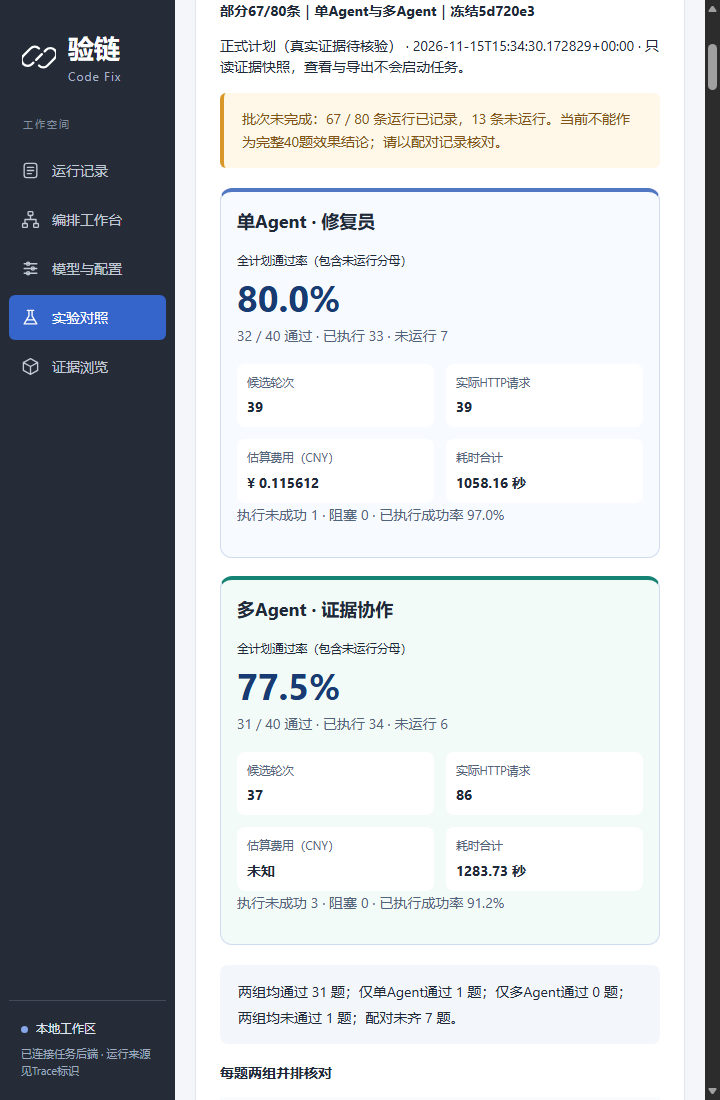 验链
Code Fix
工作空间
运行记录
编排工作台
模型与配置
实验对照
证据浏览
本地工作区
已连接任务后端 · 运行来源
见Trace标识
部分67/80条｜单Agent与多Agent｜冻结5d720e3
正式计划（真实证据待核验） · 2026-11-15T15:34:30.172829+00:00 · 只
读证据快照，查看与导出不会启动任务。
批次未完成：67 / 80 条运行已记录，13 条未运行。当前不能作
为完整40题效果结论；请以配对记录核对。
单Agent · 修复员
全计划通过率（包含未运行分母）
80.0%
32 / 40 通过 · 已执行 33 · 未运行 7
候选轮次
39
实际HTTP请求
39
估算费用（CNY）
¥ 0.115612
耗时合计
1058.16 秒
执行未成功 1 · 阻塞 0 · 已执行成功率 97.0%
多Agent · 证据协作
全计划通过率（包含未运行分母）
77.5%
31 / 40 通过 · 已执行 34 · 未运行 6
候选轮次
37
实际HTTP请求
86
估算费用（CNY）
未知
耗时合计
1283.73 秒
执行未成功 3 · 阻塞 0 · 已执行成功率 91.2%
两组均通过 31 题；仅单Agent通过 1 题；仅多Agent通过 0 题；
两组均未通过 1 题；配对未齐 7 题。
每题两组并排核对